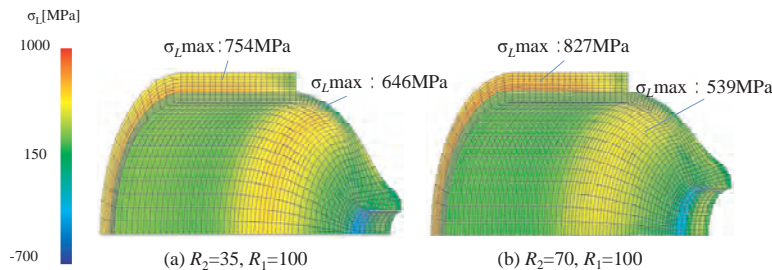 σL[MPa]
1000
150
-700
σLmax：754MPa
σLmax：646MPa
(a) R2=35, R1=100
σLmax：827MPa
σLmax：539MPa
(b) R2=70, R1=100